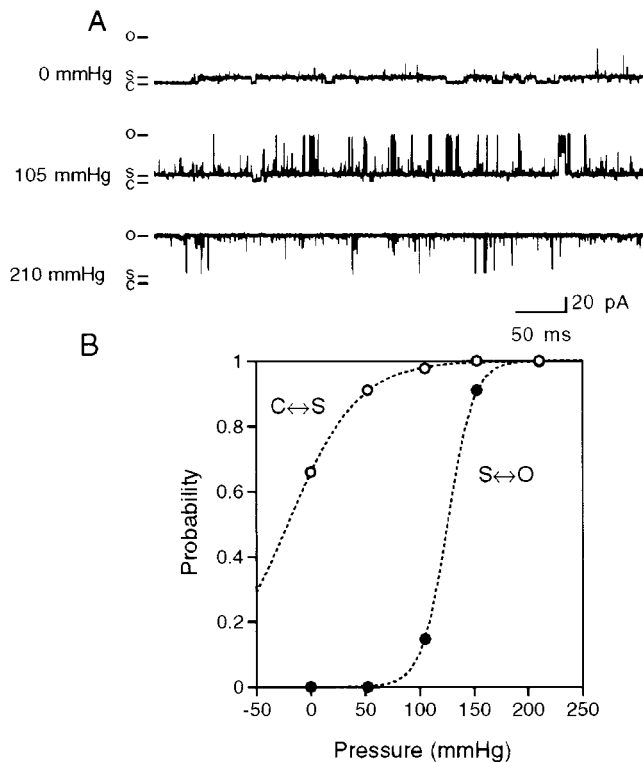 A
O
0 mmHg
S
C
O
105 mmHg
S
C
O
210 mmHg
S
C
20 pA
50 ms
B
1
0.8
0.6
0.4
0.2
0
Probability
C↔S
S↔O
-50 0 50 100 150 200 250
Pressure (mmHg)